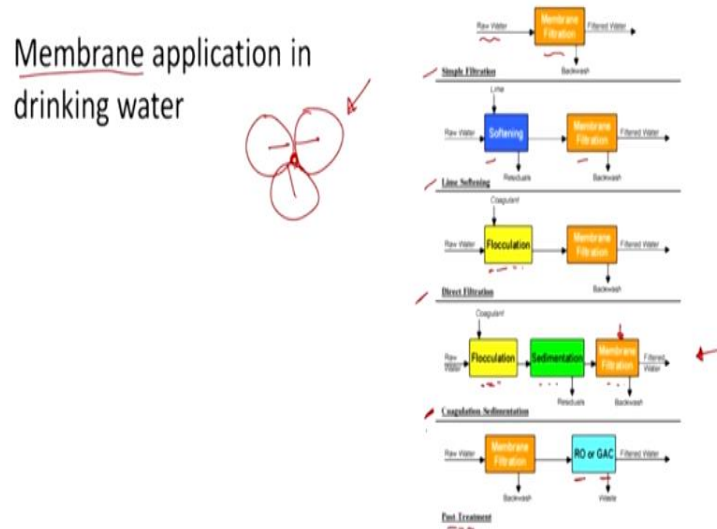 Membrane application in
drinking water
Raw Water
Membrane
Filtration
Filtered Water
Backwash
Simple Filtration
Lime
Raw Water
Softening
Membrane
Filtration
Filtered Water
Residuals
Backwash
Lime Softening
Coagulant
Raw Water
Flocculation
Membrane
Filtration
Filtered Water
Backwash
Direct Filtration
Coagulant
Raw
Water
Flocculation
Sedimentation
Membrane
Filtration
Filtered
Water
Residuals
Backwash
Coagulation Sedimentation
Raw Water
Membrane
Filtration
RO or GAC
Filtered Water
Backwash
Waste
Post Treatment